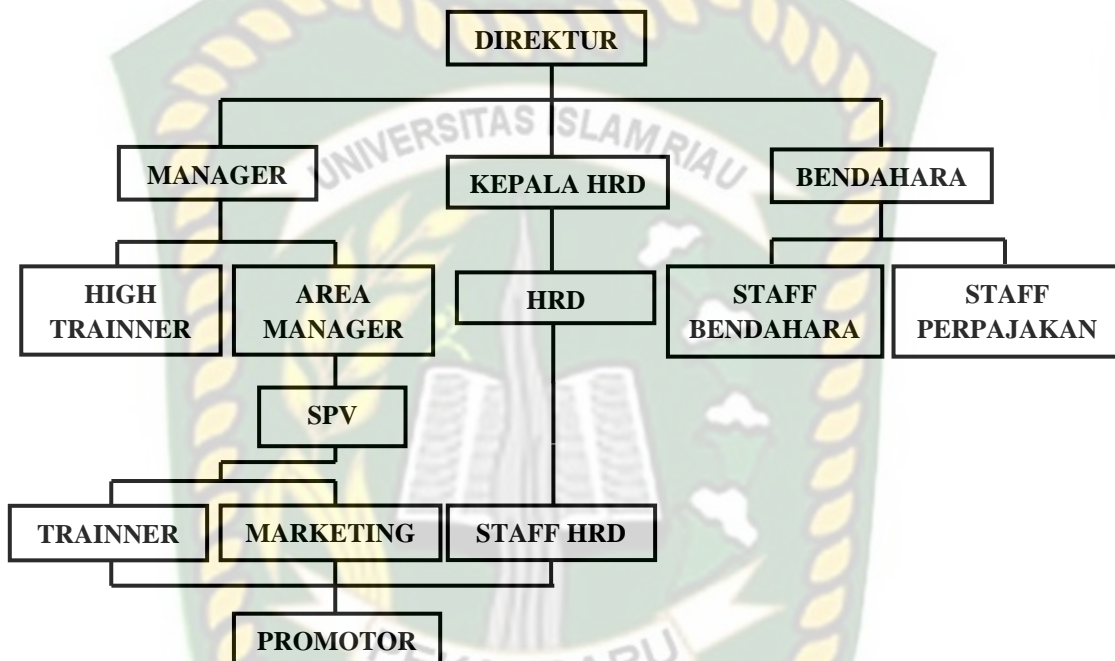 DIREKTUR
UNIVERSITAS ISLAM RIAU
MANAGER
KEPALA HRD
BENDAHARA
HIGH
TRAINNER
AREA
MANAGER
HRD
STAFF
BENDAHARA
STAFF
PERPAJAKAN
SPV
TRAINNER
MARKETING
STAFF HRD
PROMOTOR